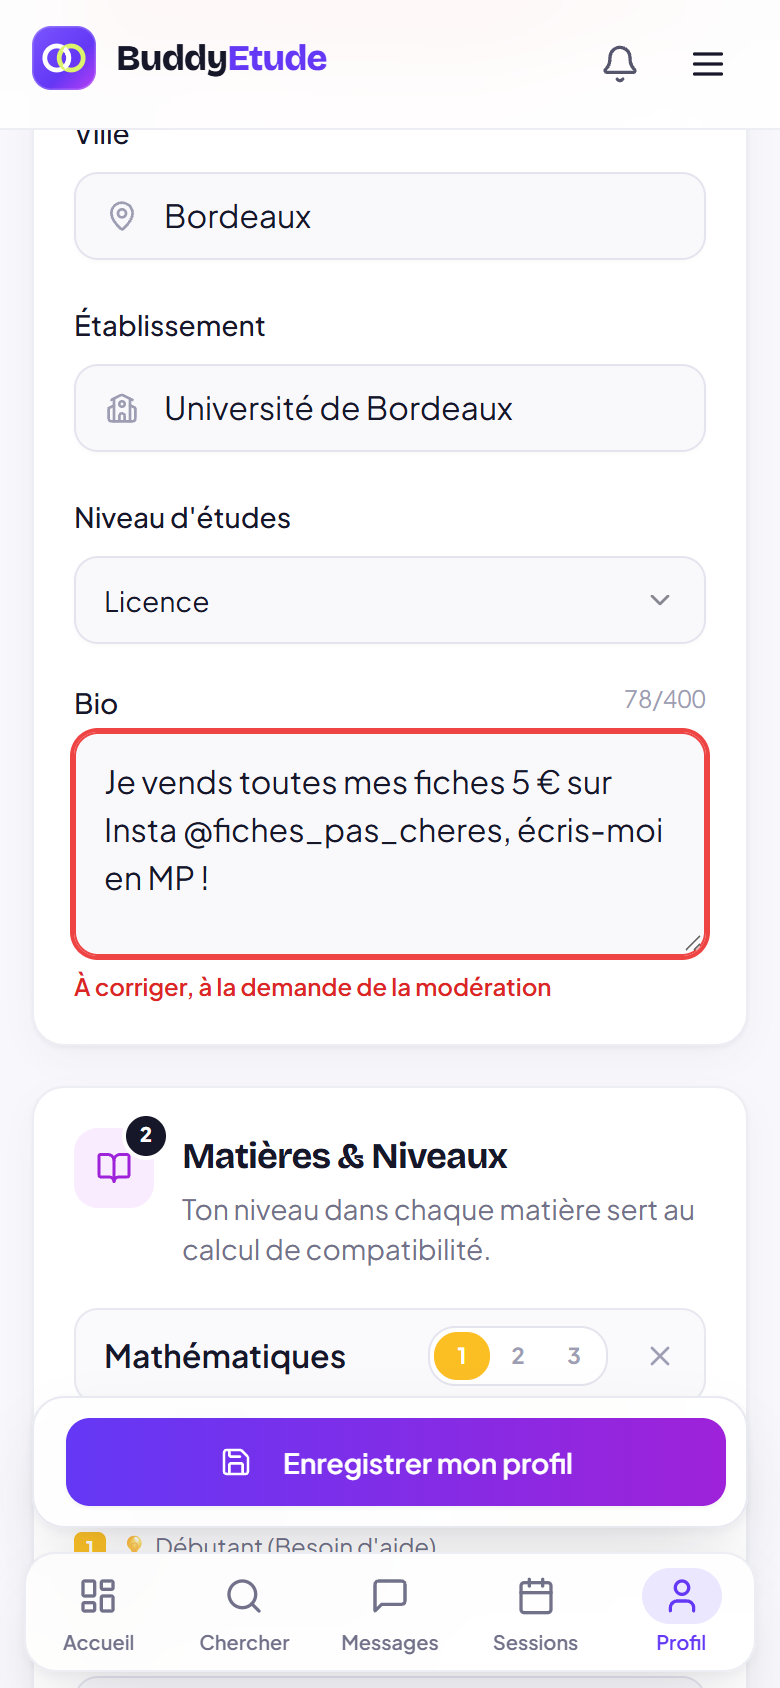 BuddyEtude
Ville
Bordeaux
Établissement
Université de Bordeaux
Niveau d'études
Licence
Bio
78/400
Je vends toutes mes fiches 5 € sur
Insta @fiches_pas_cheres, écris-moi
en MP !
À corriger, à la demande de la modération
2
Matières & Niveaux
Ton niveau dans chaque matière sert au
calcul de compatibilité.
Mathématiques
1 2 3
Enregistrer mon profil
1 Débutant (Besoin d'aide)
Accueil
Chercher
Messages
Sessions
Profil